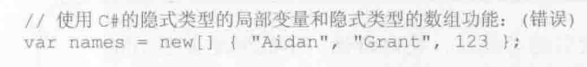 // 使用 C#的隐式类型的局部变量和隐式类型的数组功能: (错误)
var names = new[] { "Aidan", "Grant", 123 };